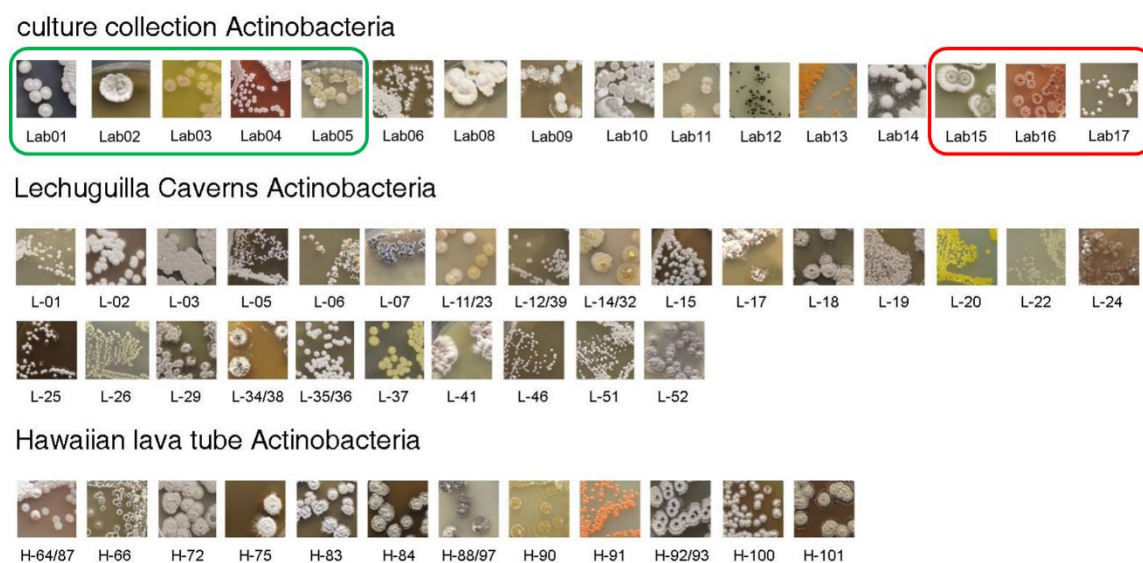 culture collection Actinobacteria
Lab01 Lab02 Lab03 Lab04 Lab05 Lab06 Lab08 Lab09 Lab10 Lab11 Lab12 Lab13 Lab14 Lab15 Lab16 Lab17
Lechuguilla Caverns Actinobacteria
L-01 L-02 L-03 L-05 L-06 L-07 L-11/23 L-12/39 L-14/32 L-15 L-17 L-18 L-19 L-20 L-22 L-24
L-25 L-26 L-29 L-34/38 L-35/36 L-37 L-41 L-46 L-51 L-52
Hawaiian lava tube Actinobacteria
H-64/87 H-66 H-72 H-75 H-83 H-84 H-88/97 H-90 H-91 H-92/93 H-100 H-101